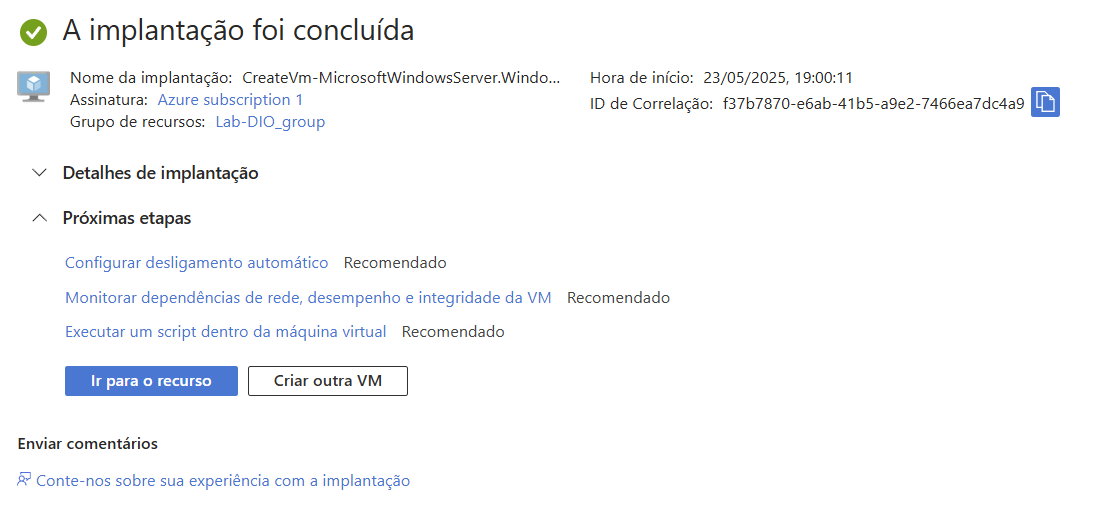 A implantação foi concluída
Nome da implantação: CreateVm-MicrosoftWindowsServer.Windo...
Assinatura: Azure subscription 1
Grupo de recursos: Lab-DIO_group
Hora de início: 23/05/2025, 19:00:11
ID de Correlação: f37b7870-e6ab-41b5-a9e2-7466ea7dc4a9
Detalhes de implantação
Próximas etapas
Configurar desligamento automático Recomendado
Monitorar dependências de rede, desempenho e integridade da VM Recomendado
Executar um script dentro da máquina virtual Recomendado
Ir para o recurso
Criar outra VM
Enviar comentários
Conte-nos sobre sua experiência com a implantação